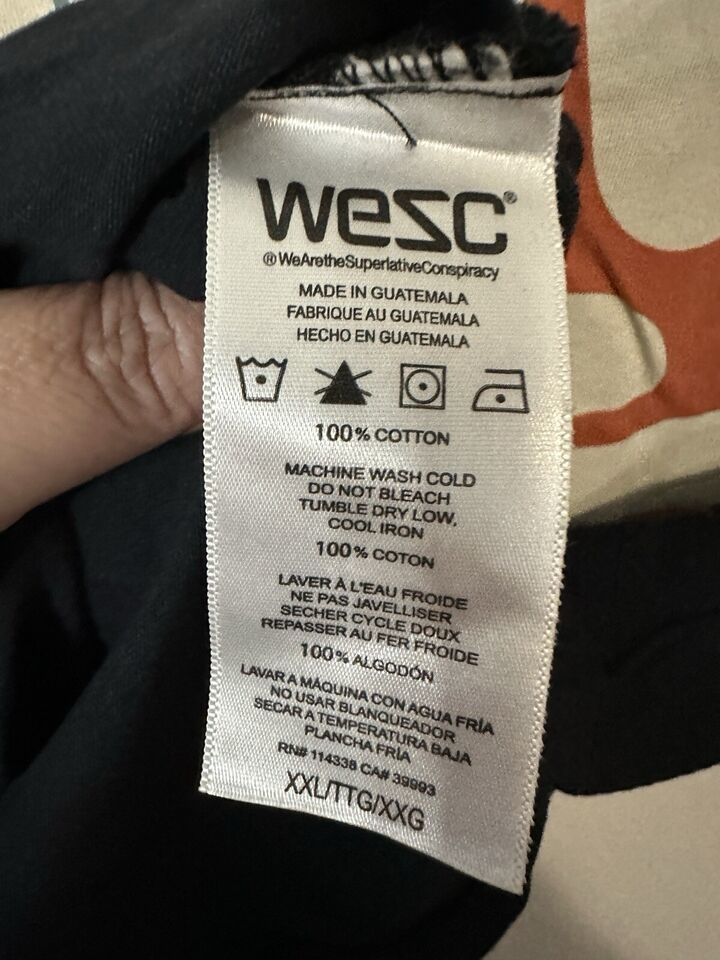 wesc®
®WeAretheSuperlativeConspiracy
MADE IN GUATEMALA
FABRIQUE AU GUATEMALA
HECHO EN GUATEMALA
100% COTTON
MACHINE WASH COLD
DO NOT BLEACH
TUMBLE DRY LOW,
COOL IRON
100% COTON
LAVER À L'EAU FROIDE
NE PAS JAVELLISER
SECHER CYCLE DOUX
REPASSER AU FER FROIDE
100% ALGODÓN
LAVAR A MÁQUINA CON AGUA FRÍA
NO USAR BLANQUEADOR
SECAR A TEMPERATURA BAJA
PLANCHA FRÍA
RN# 114338 CA# 39993
XXL/TTG/XXG